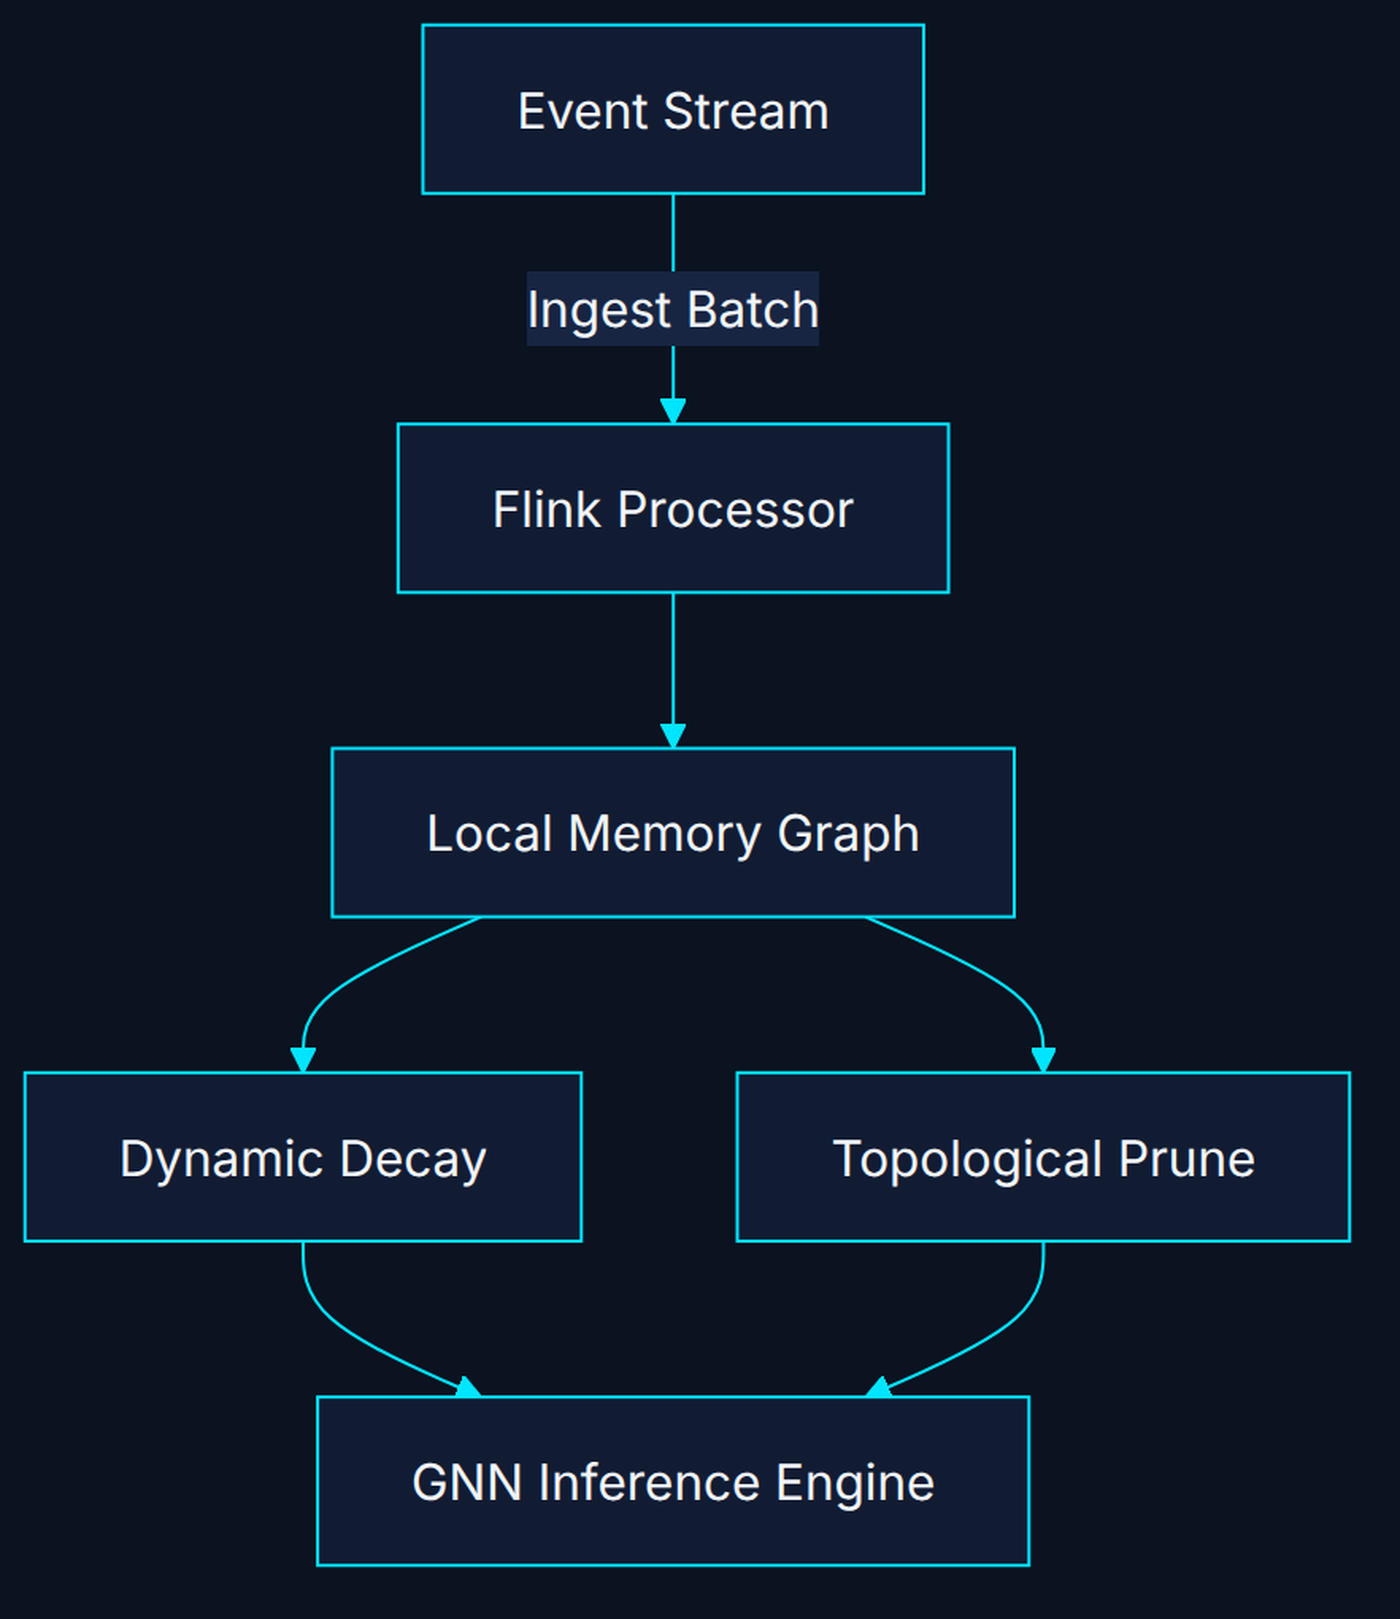 Event Stream
Ingest Batch
Flink Processor
Local Memory Graph
Dynamic Decay
Topological Prune
GNN Inference Engine